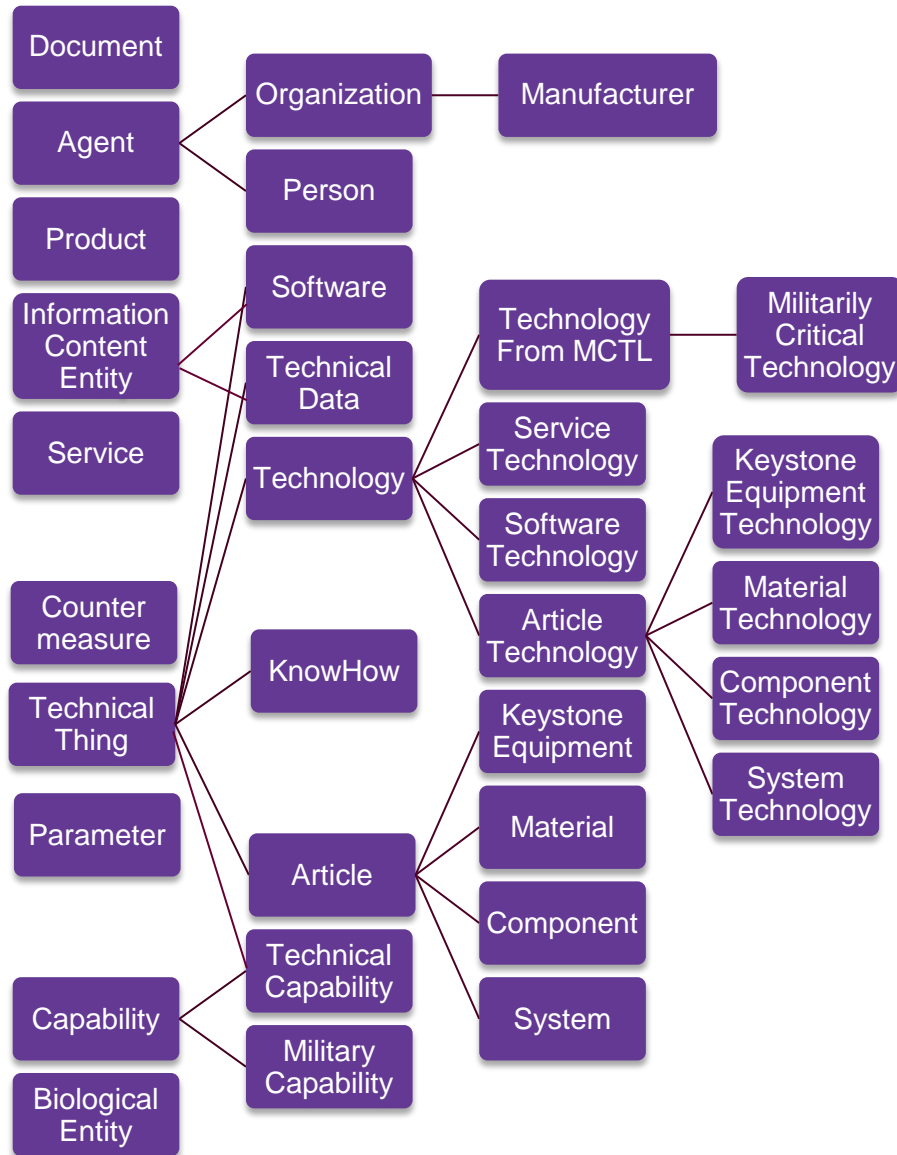 Document
Agent
Product
Information
Content
Entity
Service
Counter
measure
Technical
Thing
Parameter
Capability
Biological
Entity
Organization
Person
Software
Technical
Data
Technology
KnowHow
Article
Technical
Capability
Military
Capability
Manufacturer
Technology
From MCTL
Service
Technology
Software
Technology
Article
Technology
Keystone
Equipment
Material
Component
System
Militarily
Critical
Technology
Keystone
Equipment
Technology
Material
Technology
Component
Technology
System
Technology